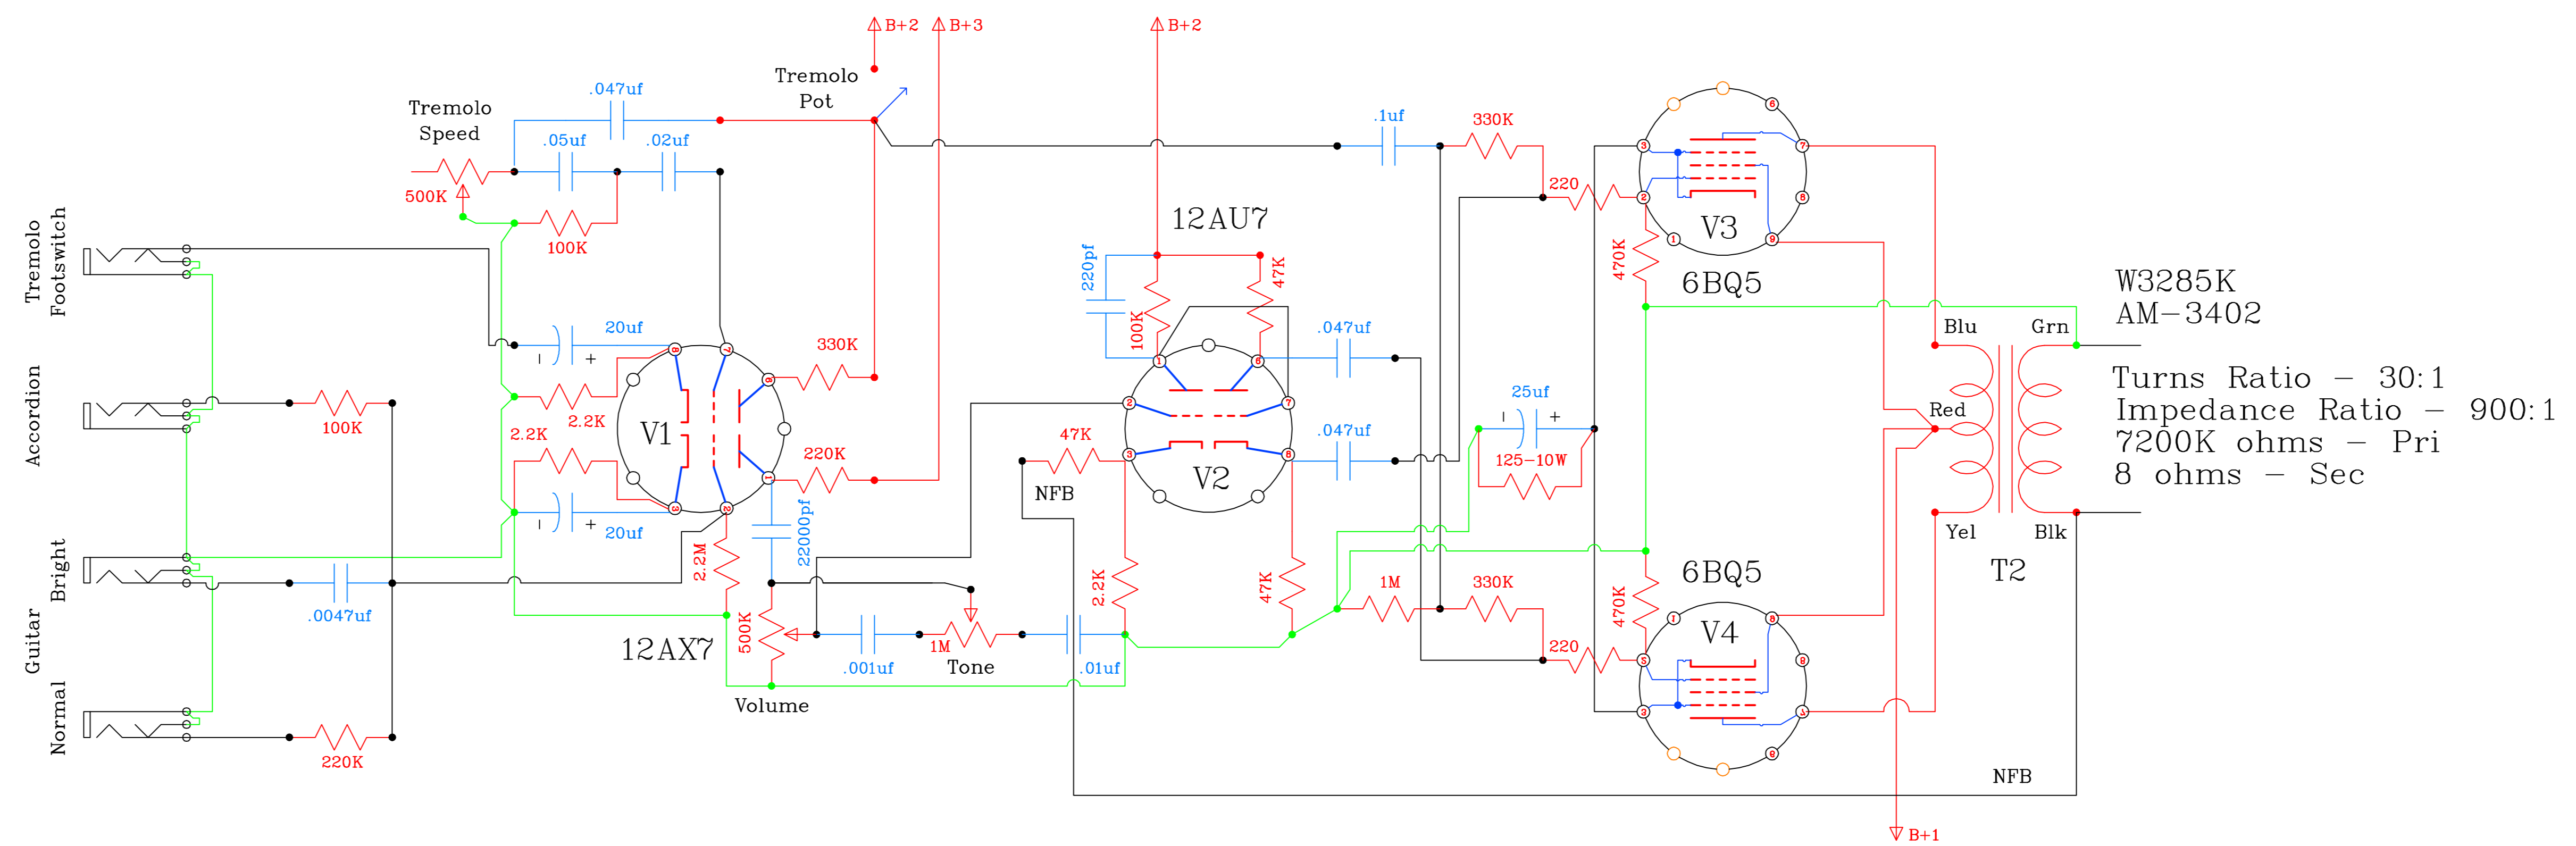 B+2
B+3
B+2
Tremolo
Pot
.047uf
Tremolo
Speed
.05uf
.02uf
500K
100K
.1uf
330K
220
470K
V3
6BQ5
12AU7
220pf
100K
47K
Tremolo
Footswitch
20uf
2.2K
330K
2.2K
V1
220K
20uf
22000pf
2.2M
12AX7
500K
Volume
.001uf
1M
Tone
.01uf
Accordion
100K
Bright
.0047uf
Guitar
Normal
220K
.047uf
.047uf
47K
NFB
V2
2.2K
47K
25uf
125-10W
1M
330K
220
470K
6BQ5
V4
Blu
Grn
Red
Yel
Blk
T2
W3285K
AM-3402
Turns Ratio - 30:1
Impedance Ratio - 900:1
7200K ohms - Pri
8 ohms - Sec
NFB
B+1